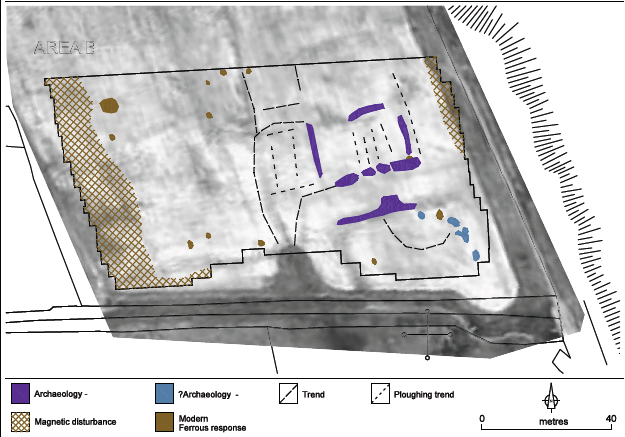 AREA B
Archaeology -
?Archaeology -
Trend
Ploughing trend
Magnetic disturbance
Modern
Ferrous response
0
metres
40